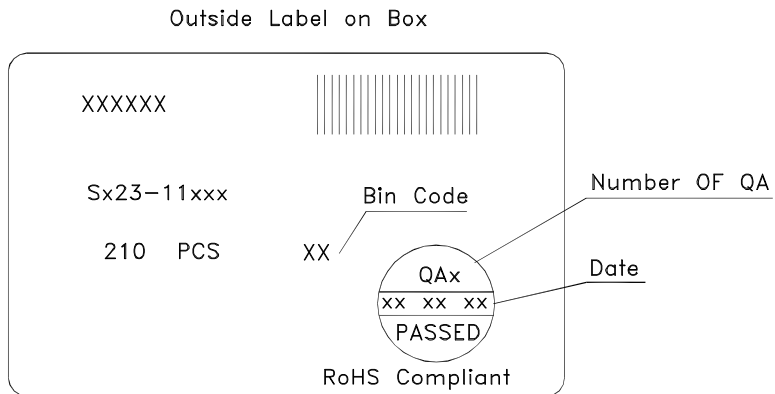 Outside Label on Box
XXXXXX
Sx23-11xxx
Bin Code
Number OF QA
210 PCS
XX
QAx
Date
xx xx xx
PASSED
RoHS Compliant